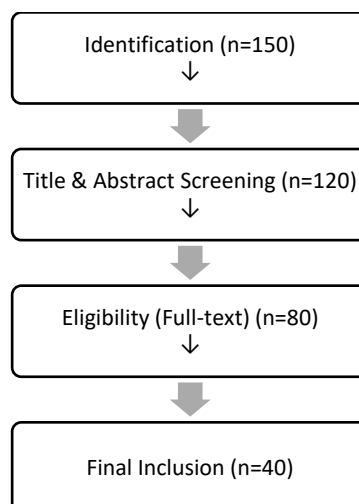 Identification (n=150)
↓
Title & Abstract Screening (n=120)
↓
Eligibility (Full-text) (n=80)
↓
Final Inclusion (n=40)